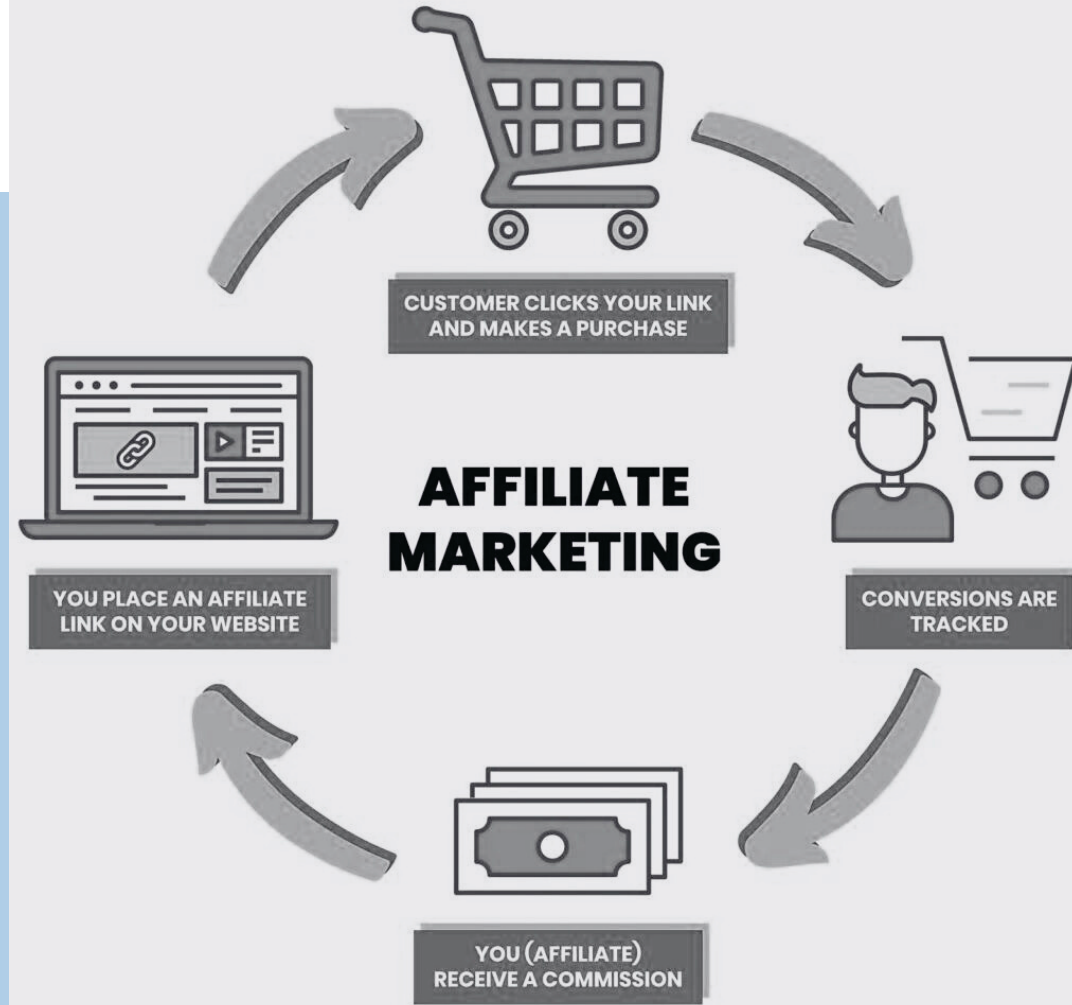 CUSTOMER CLICKS YOUR LINK
AND MAKES A PURCHASE
AFFILIATE
MARKETING
YOU PLACE AN AFFILIATE
LINK ON YOUR WEBSITE
CONVERSIONS ARE
TRACKED
YOU (AFFILIATE)
RECEIVE A COMMISSION